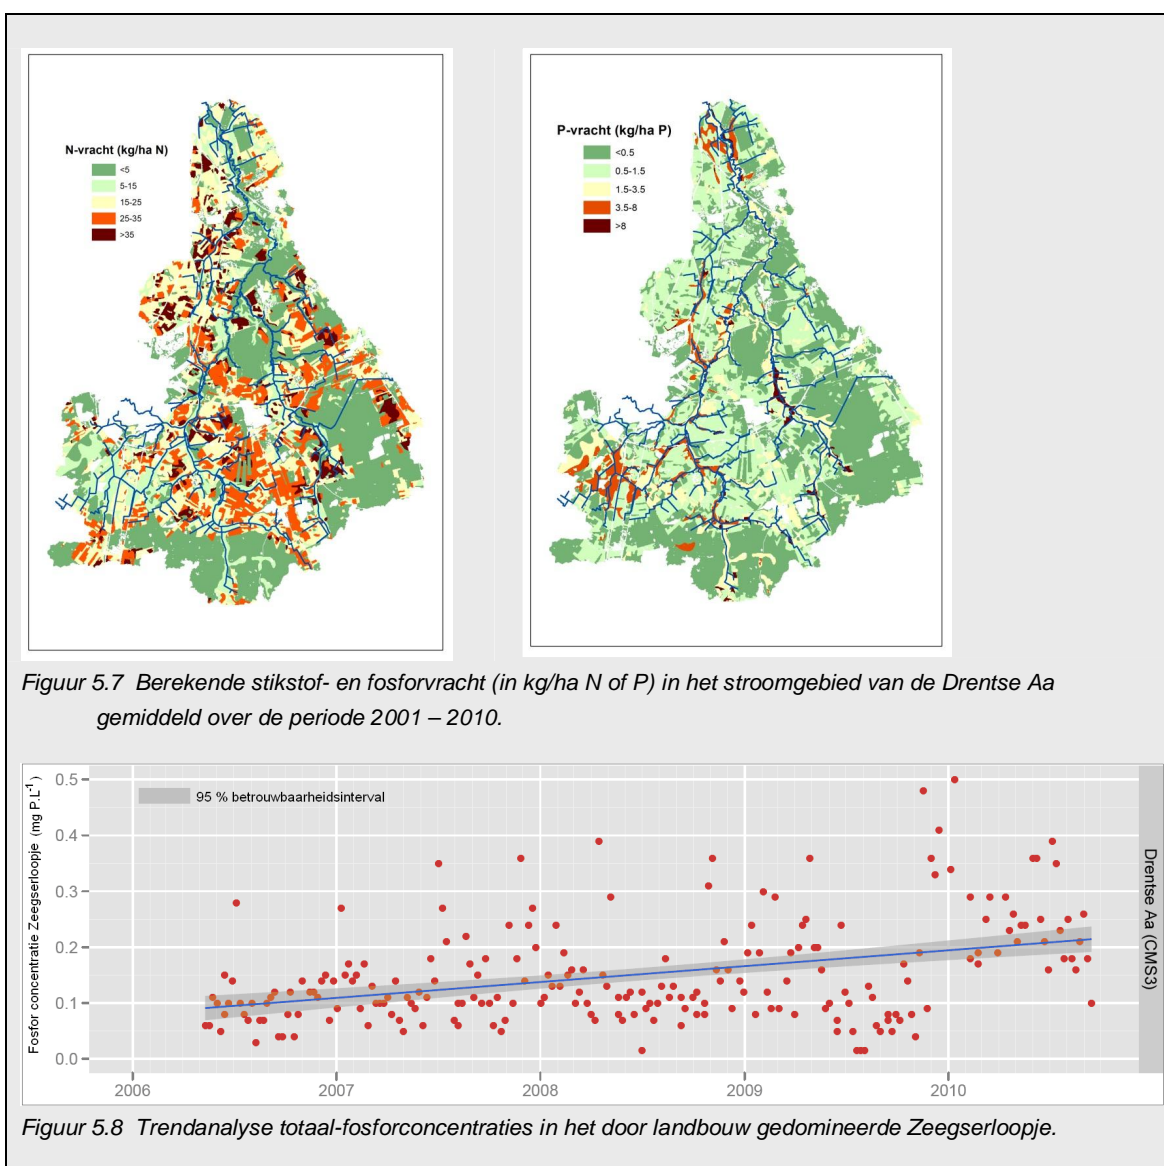 N-vracht (kg/ha N)
<5
5-15
15-25
25-35
>35
P-vracht (kg/ha P)
<0.5
0.5-1.5
1.5-3.5
3.5-8
>8
Figuur 5.7 Berekende stikstof- en fosforvracht (in kg/ha N of P) in het stroomgebied van de Drentse Aa
gemiddeld over de periode 2001 – 2010.
Fosfor concentratie Zeegserloopje (mg P.L⁻¹)
0.5
0.4
0.3
0.2
0.1
0.0
95 % betrouwbaarheidsinterval
Drentse Aa (CMS3)
2006
2007
2008
2009
2010
Figuur 5.8 Trendanalyse totaal-fosforconcentraties in het door landbouw gedomineerde Zeegserloopje.